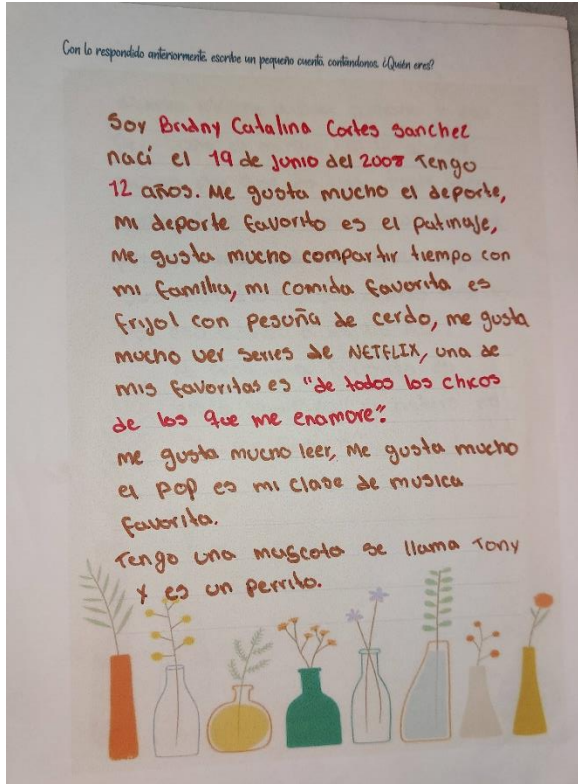 Con lo respondido anteriormente, escribe un pequeño cuento, contándonos. ¿Quién eres?
Soy Bridny Catalina Cortes Sanchez
nací el 19 de Junio del 2008 Tengo
12 años. Me gusta mucho el deporte,
mi deporte favorito es el patinaje,
Me gusta mucho compartir tiempo con
mi familia, mi comida favorita es
frijol con pesuña de cerdo, me gusta
mucho ver series de NETFLIX, una de
mis favoritas es "de todos los chicos
de los que me enamore".
me gusta mucho leer, Me gusta mucho
el pop es mi clase de musica
favorita.
Tengo una mascota se llama Tony
y es un perrito.